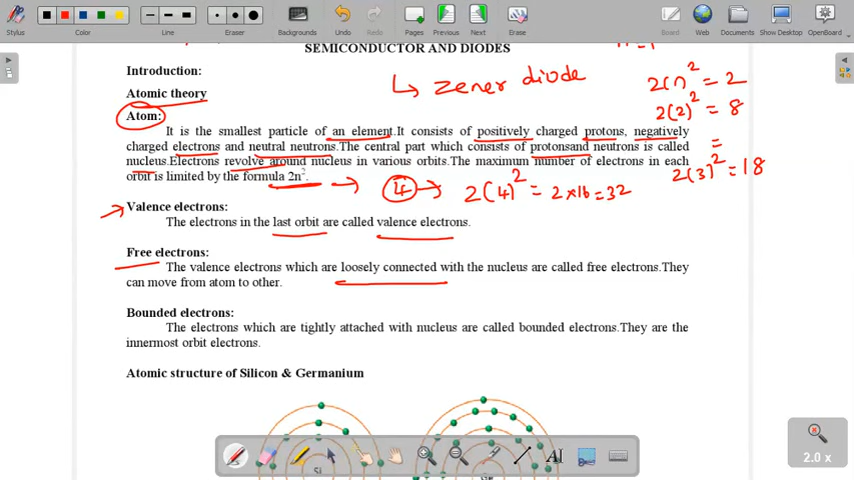 Stylus Color Line Eraser Backgrounds Undo Redo Pages Previous Next Erase Board Web Documents Show Desktop OpenBoard
SEMICONDUCTOR AND DIODES
Introduction:
↳ zener diode
2(1)² = 2
Atomic theory
2(2)² = 8
Atom:
It is the smallest particle of an element.It consists of positively charged protons, negatively
charged electrons and neutral neutrons.The central part which consists of protonsand neutrons is called
=
nucleus.Electrons revolve around nucleus in various orbits.The maximum number of electrons in each
2(3)² = 18
orbit is limited by the formula 2n². → 4 → 2(4)² = 2×16=32
Valence electrons:
The electrons in the last orbit are called valence electrons.
Free electrons:
The valence electrons which are loosely connected with the nucleus are called free electrons.They
can move from atom to other.
Bounded electrons:
The electrons which are tightly attached with nucleus are called bounded electrons.They are the
innermost orbit electrons.
Atomic structure of Silicon & Germanium
2.0 x
Si